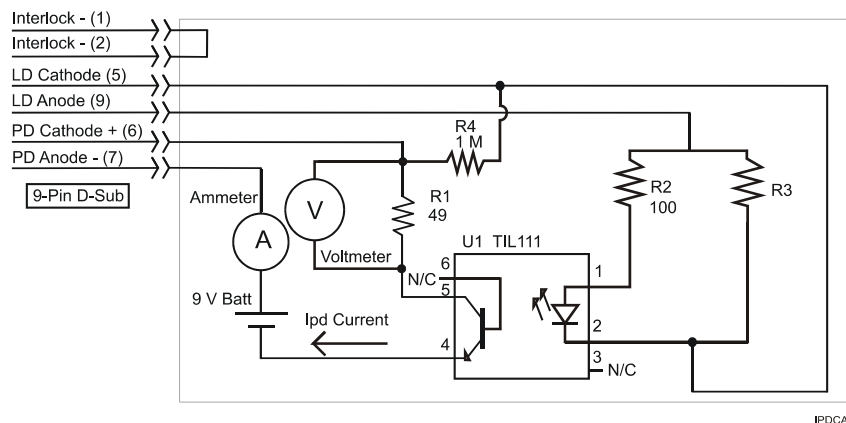 Interlock - (1)
Interlock - (2)
LD Cathode (5)
LD Anode (9)
PD Cathode + (6)
PD Anode - (7)
9-Pin D-Sub
R4
1 M
R1
49
R2
100
R3
Ammeter
V
A
Voltmeter
U1 TIL111
6
N/C
5
4
1
2
3
N/C
9 V Batt
Ipd Current
IPDCA